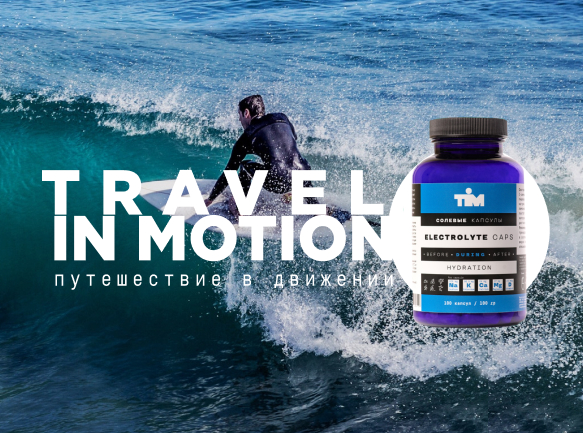 TRAVEL
IN MOTION
путешествие в движении
TIM
СОЛЕВЫЕ КАПСУЛЫ
ELECTROLYTE CAPS
BEFORE • DURING • AFTER
HYDRATION
Na K Ca Mg B
100 капсул / 100 гр